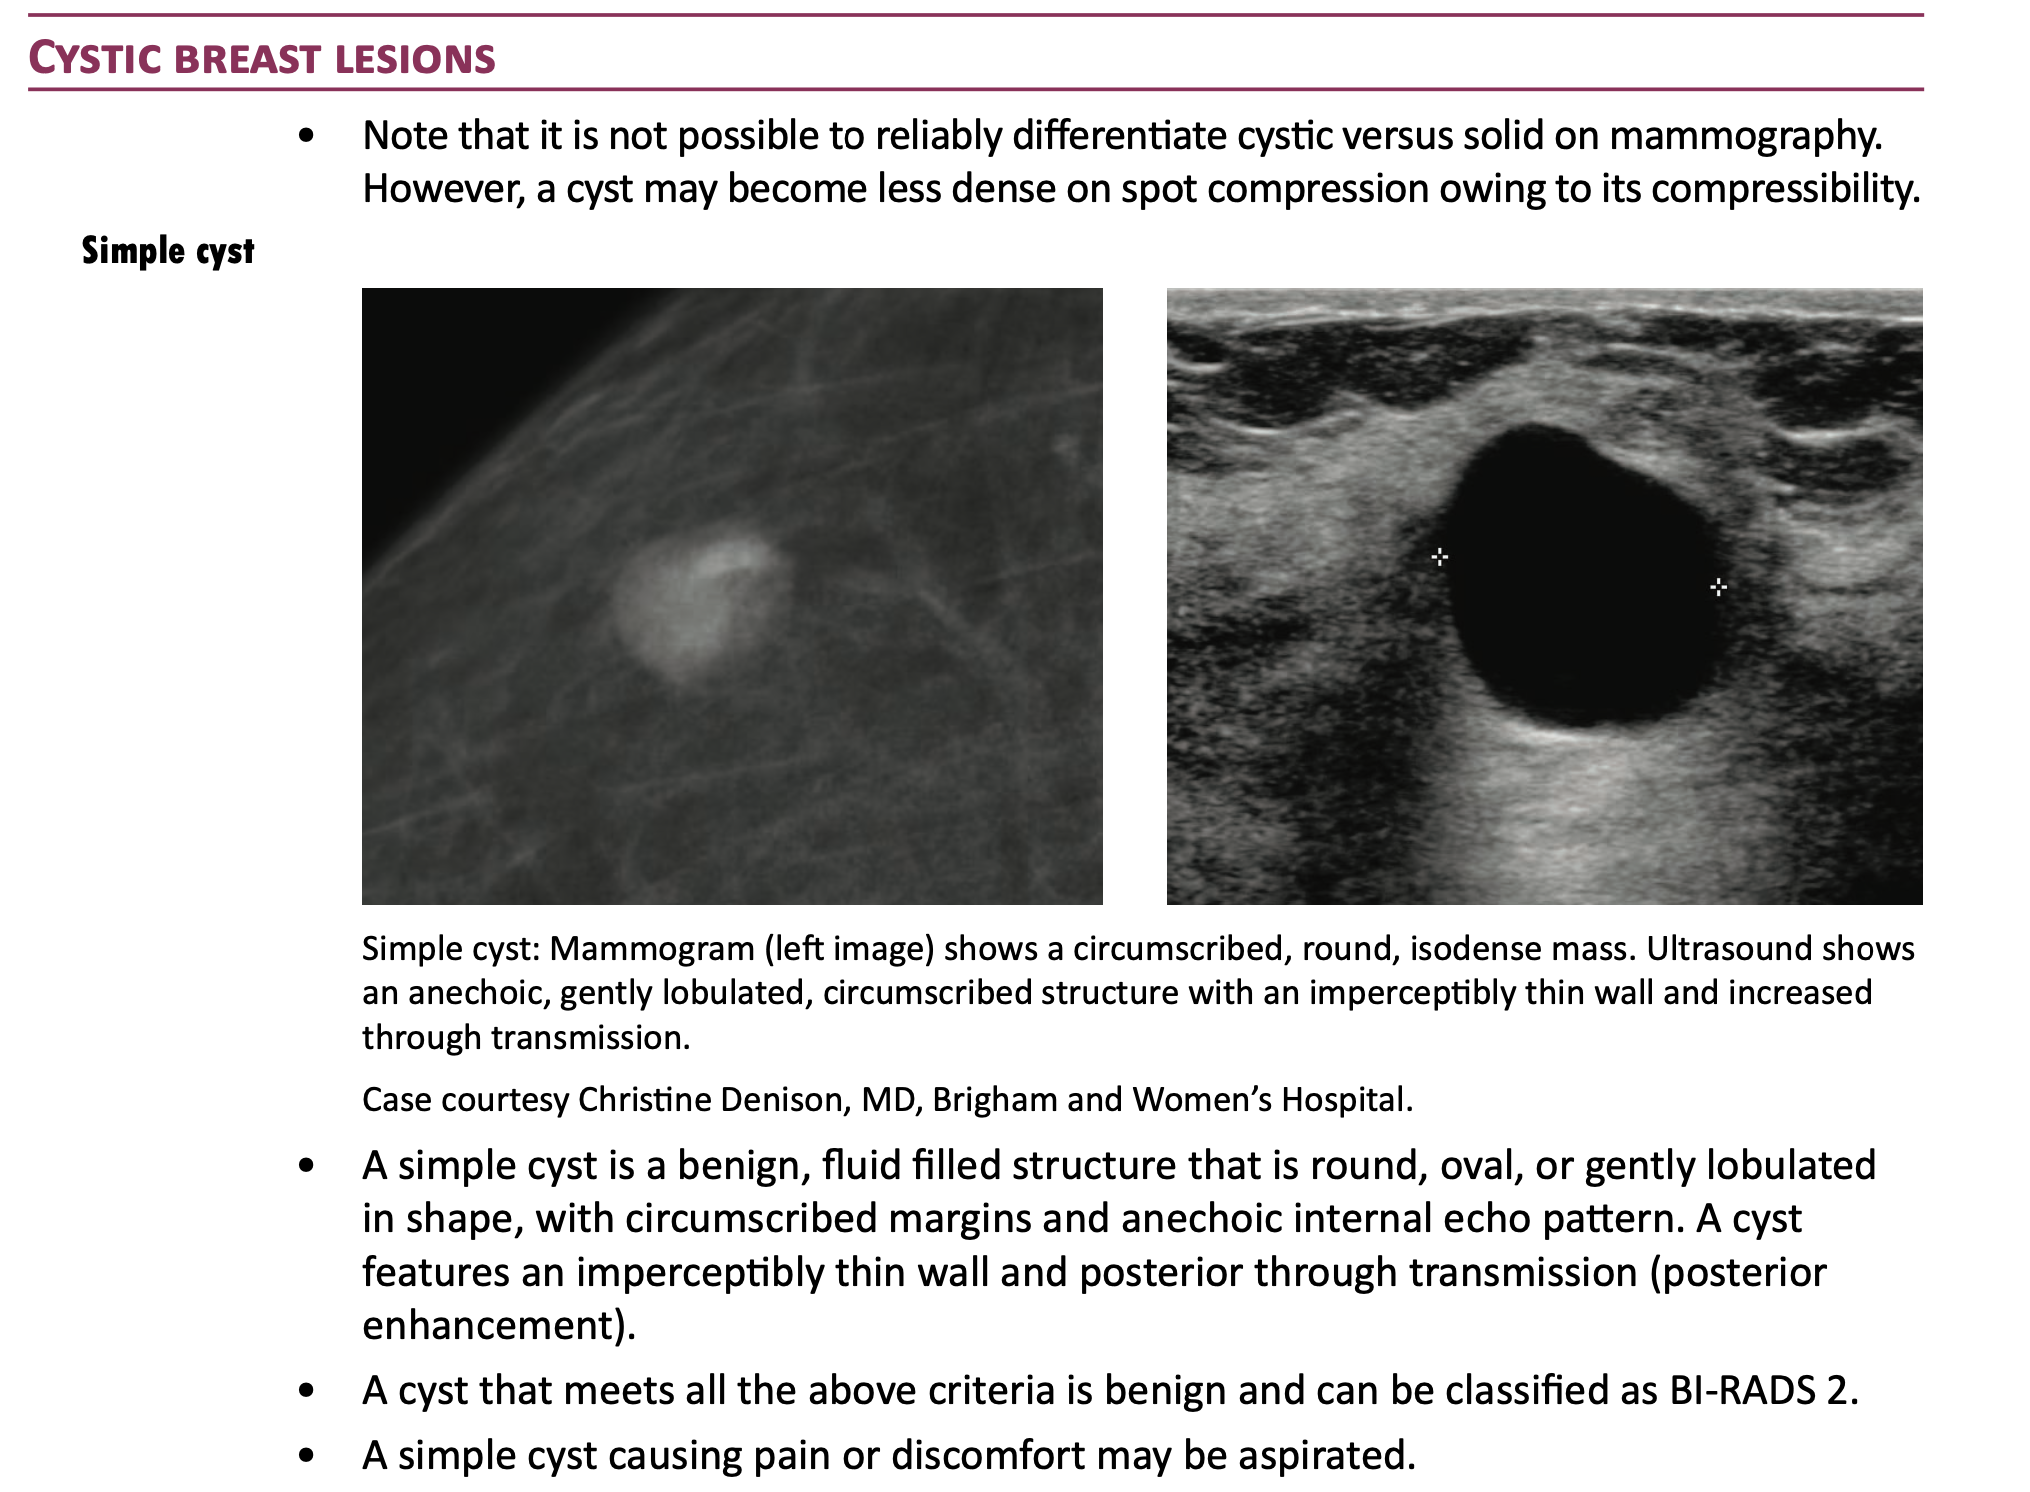 CYSTIC BREAST LESIONS
• Note that it is not possible to reliably differentiate cystic versus solid on mammography.
However, a cyst may become less dense on spot compression owing to its compressibility.
Simple cyst
Simple cyst: Mammogram (left image) shows a circumscribed, round, isodense mass. Ultrasound shows
an anechoic, gently lobulated, circumscribed structure with an imperceptibly thin wall and increased
through transmission.
Case courtesy Christine Denison, MD, Brigham and Women’s Hospital.
• A simple cyst is a benign, fluid filled structure that is round, oval, or gently lobulated
in shape, with circumscribed margins and anechoic internal echo pattern. A cyst
features an imperceptibly thin wall and posterior through transmission (posterior
enhancement).
• A cyst that meets all the above criteria is benign and can be classified as BI-RADS 2.
• A simple cyst causing pain or discomfort may be aspirated.